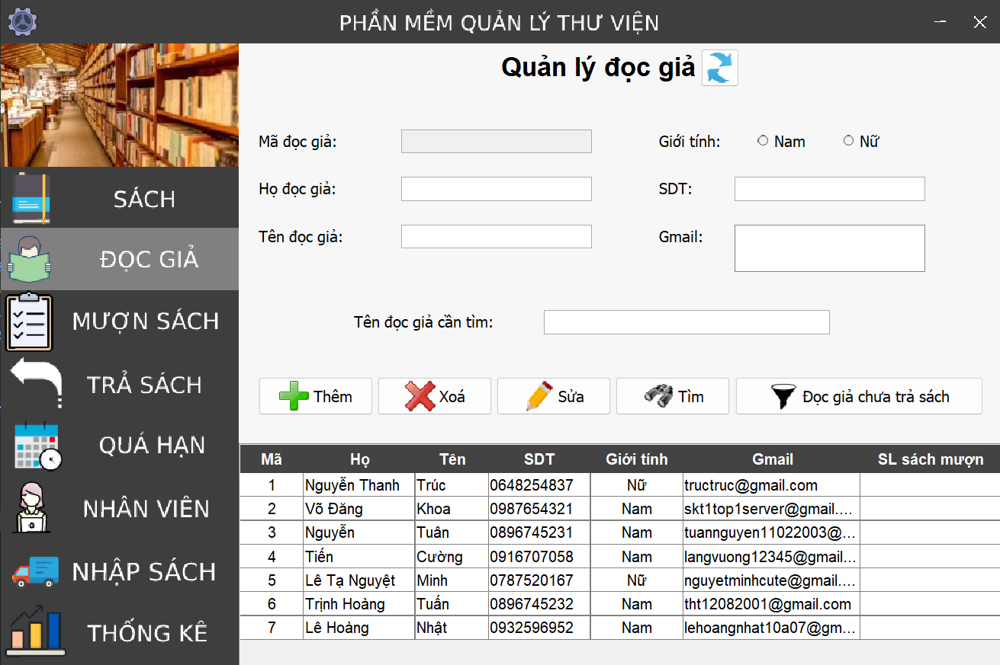 PHẦN MỀM QUẢN LÝ THƯ VIỆN
SÁCH
ĐỌC GIẢ
MƯỢN SÁCH
TRẢ SÁCH
QUÁ HẠN
NHÂN VIÊN
NHẬP SÁCH
THỐNG KÊ
Quản lý đọc giả
Mã đọc giả:
Giới tính: Nam Nữ
Họ đọc giả:
SDT:
Tên đọc giả:
Gmail:
Tên đọc giả cần tìm:
Thêm Xoá Sửa Tìm Đọc giả chưa trả sách
Mã Họ Tên SDT Giới tính Gmail SL sách mượn
1 Nguyễn Thanh Trúc 0648254837 Nữ tructruc@gmail.com
2 Võ Đăng Khoa 0987654321 Nam skt1top1server@gmail....
3 Nguyễn Tuân 0896745231 Nam tuannguyen11022003@...
4 Tiến Cường 0916707058 Nam langvuong12345@gmail...
5 Lê Tạ Nguyệt Minh 0787520167 Nữ nguyetminhcute@gmail....
6 Trịnh Hoàng Tuấn 0896745232 Nam tht12082001@gmail.com
7 Lê Hoàng Nhật 0932596952 Nam lehoangnhat10a07@gm...